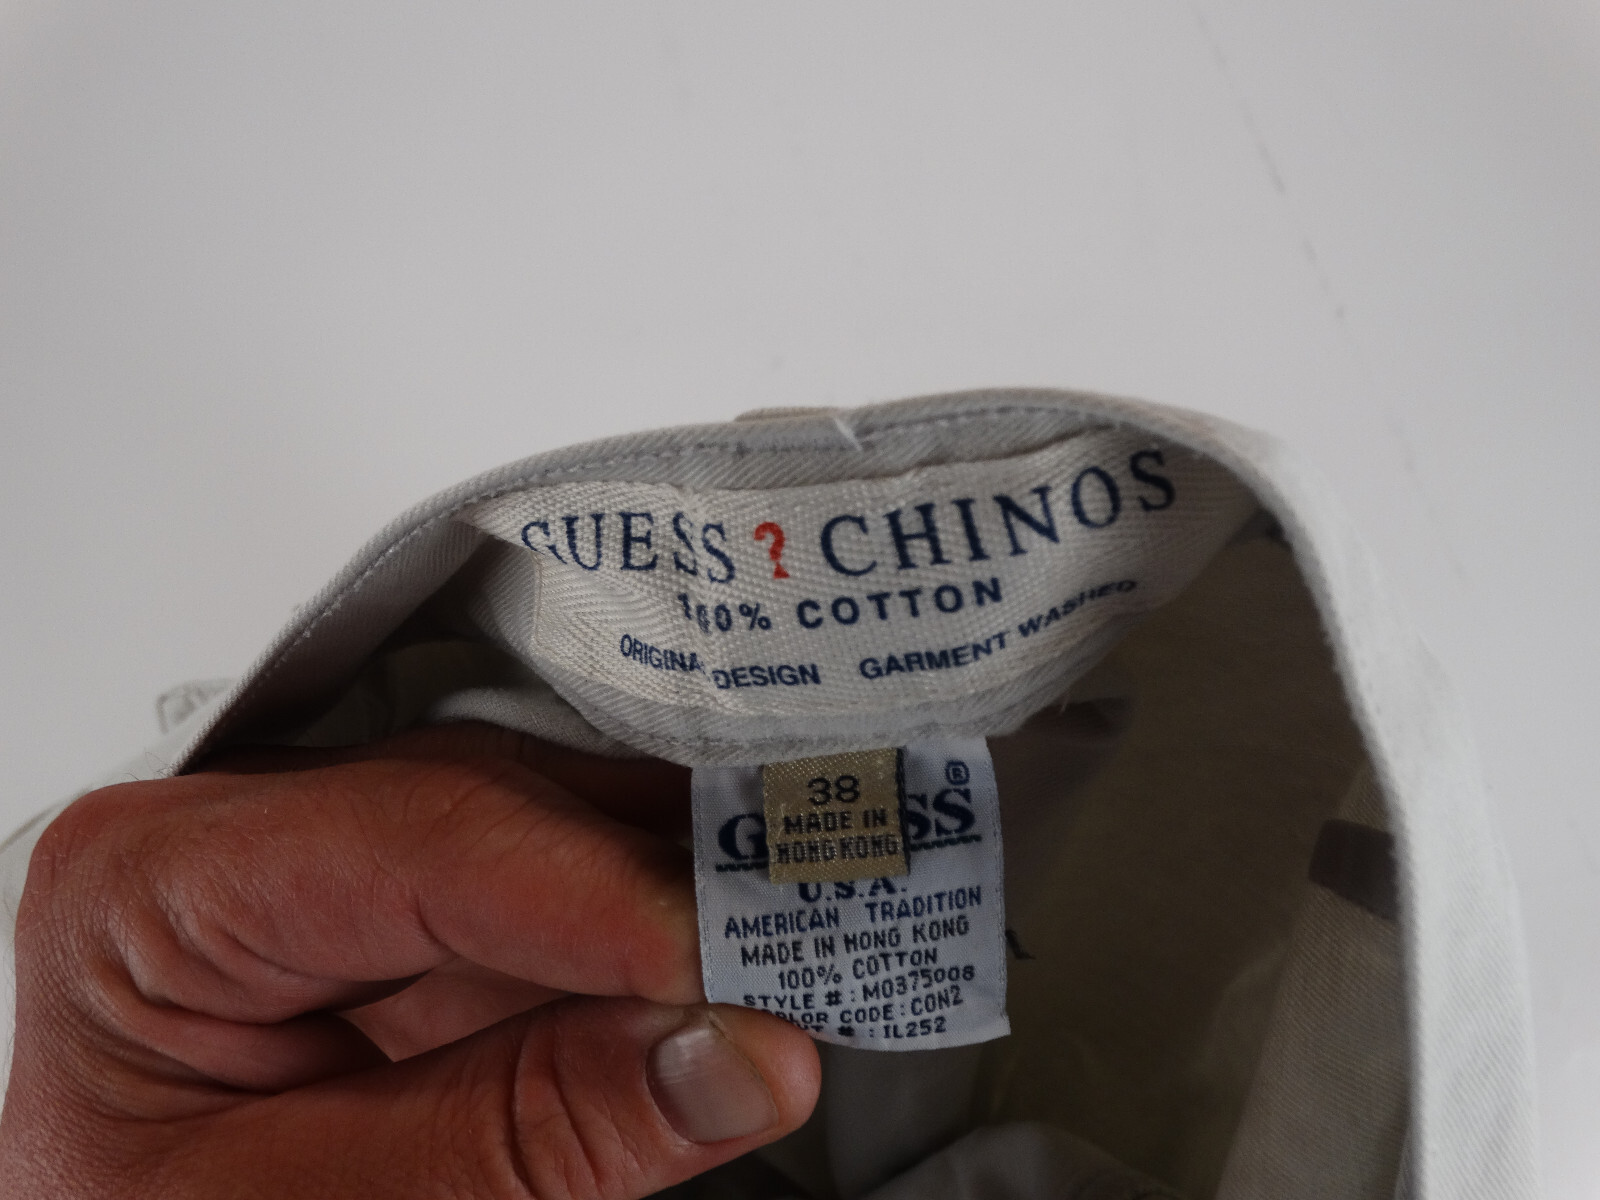 GUESS ? CHINOS
100% COTTON
ORIGINAL DESIGN GARMENT WASHED
38
MADE IN
HONG KONG
®
U.S.A.
AMERICAN TRADITION
MADE IN HONG KONG
100% COTTON
STYLE # : M0375008
COLOR CODE : CON2
# : IL252